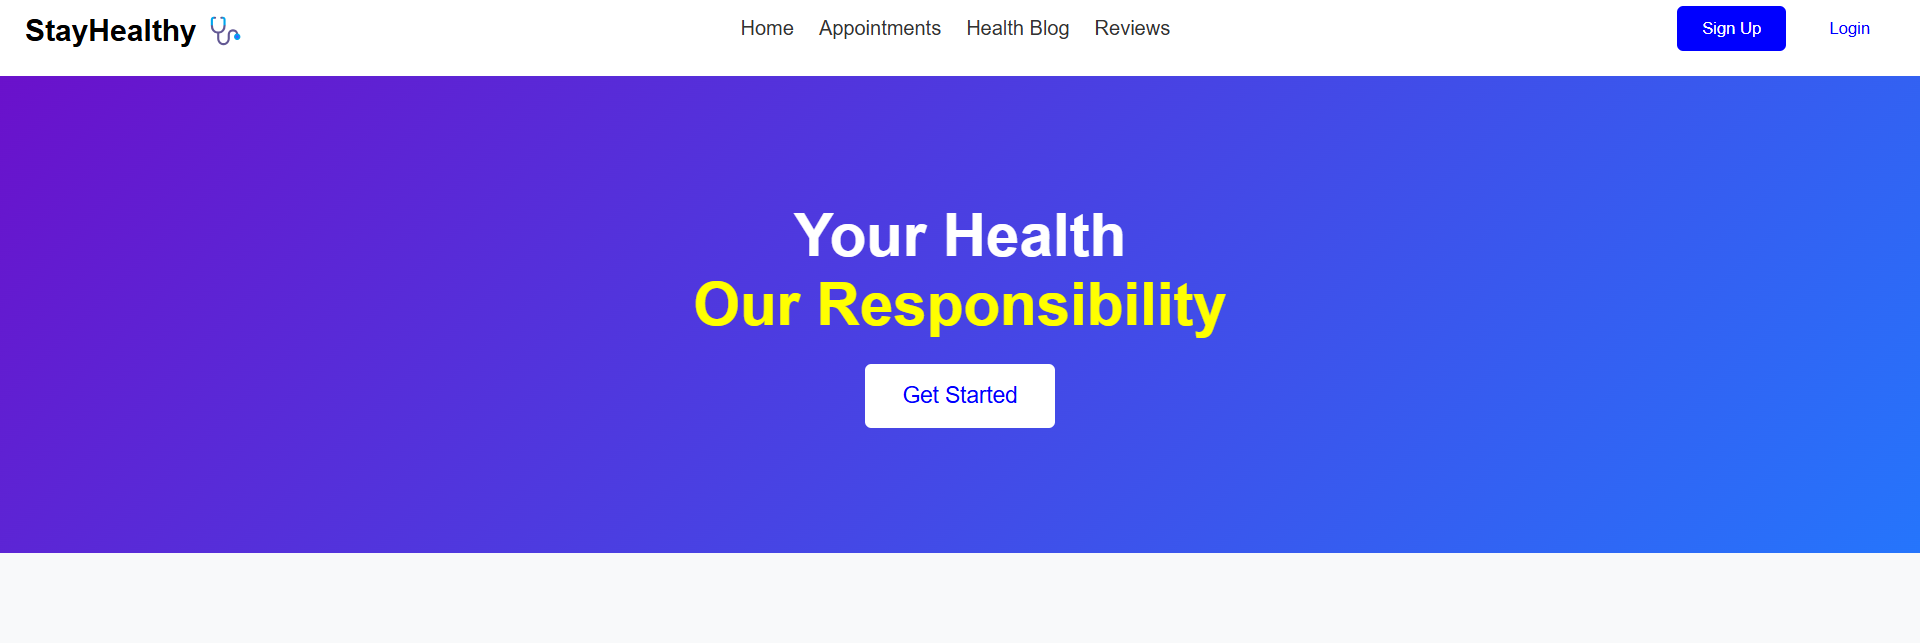 StayHealthy
Home Appointments Health Blog Reviews
Sign Up Login
Your Health
Our Responsibility
Get Started